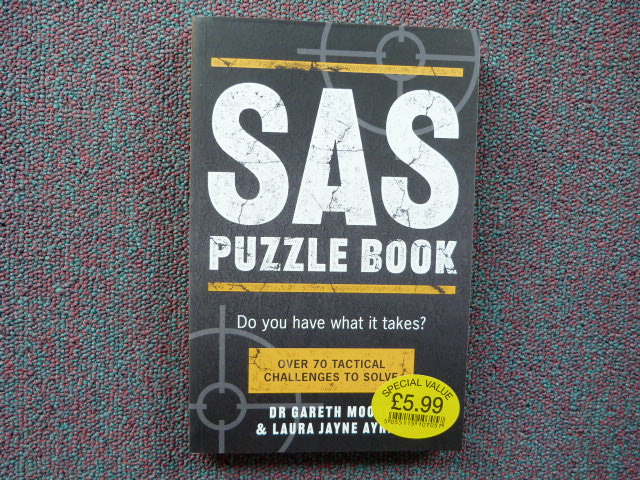 SAS
PUZZLE BOOK
Do you have what it takes?
OVER 70 TACTICAL
CHALLENGES TO SOLVE
SPECIAL VALUE
£5.99
DR GARETH
& LAURA JAYNE